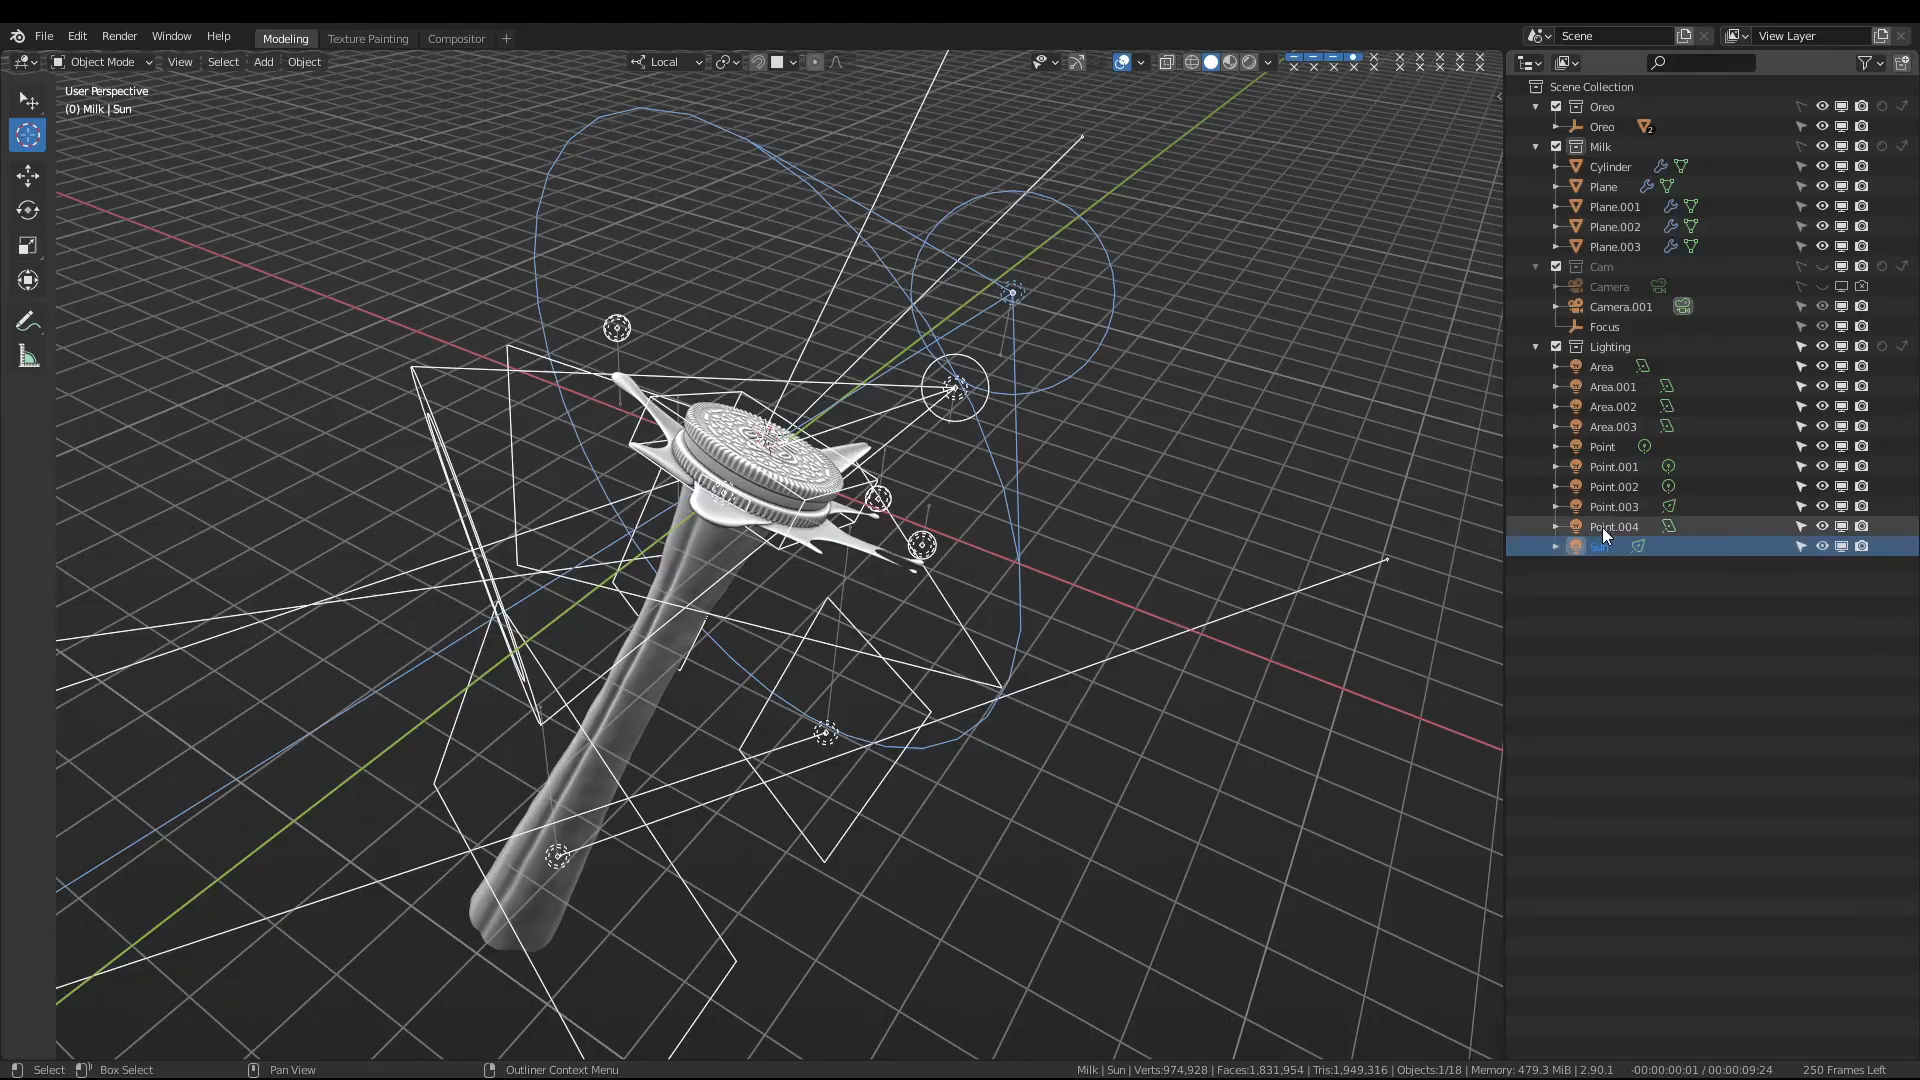 File Edit Render Window Help Modeling Texture Painting Compositor + Scene View Layer
Object Mode View Select Add Object Local
User Perspective
(0) Milk | Sun
Scene Collection
Oreo
Oreo 2
Milk
Cylinder
Plane
Plane.001
Plane.002
Plane.003
Cam
Camera
Camera.001
Focus
Lighting
Area
Area.001
Area.002
Area.003
Point
Point.001
Point.002
Point.003
Point.004
Sun
Select Box Select Pan View Outliner Context Menu Milk | Sun | Verts:974,928 | Faces:1,831,954 | Tris:1,949,316 | Objects:1/18 | Memory: 479.3 MiB | 2.90.1 -00:00:00:01 / 00:00:09:24 250 Frames Left